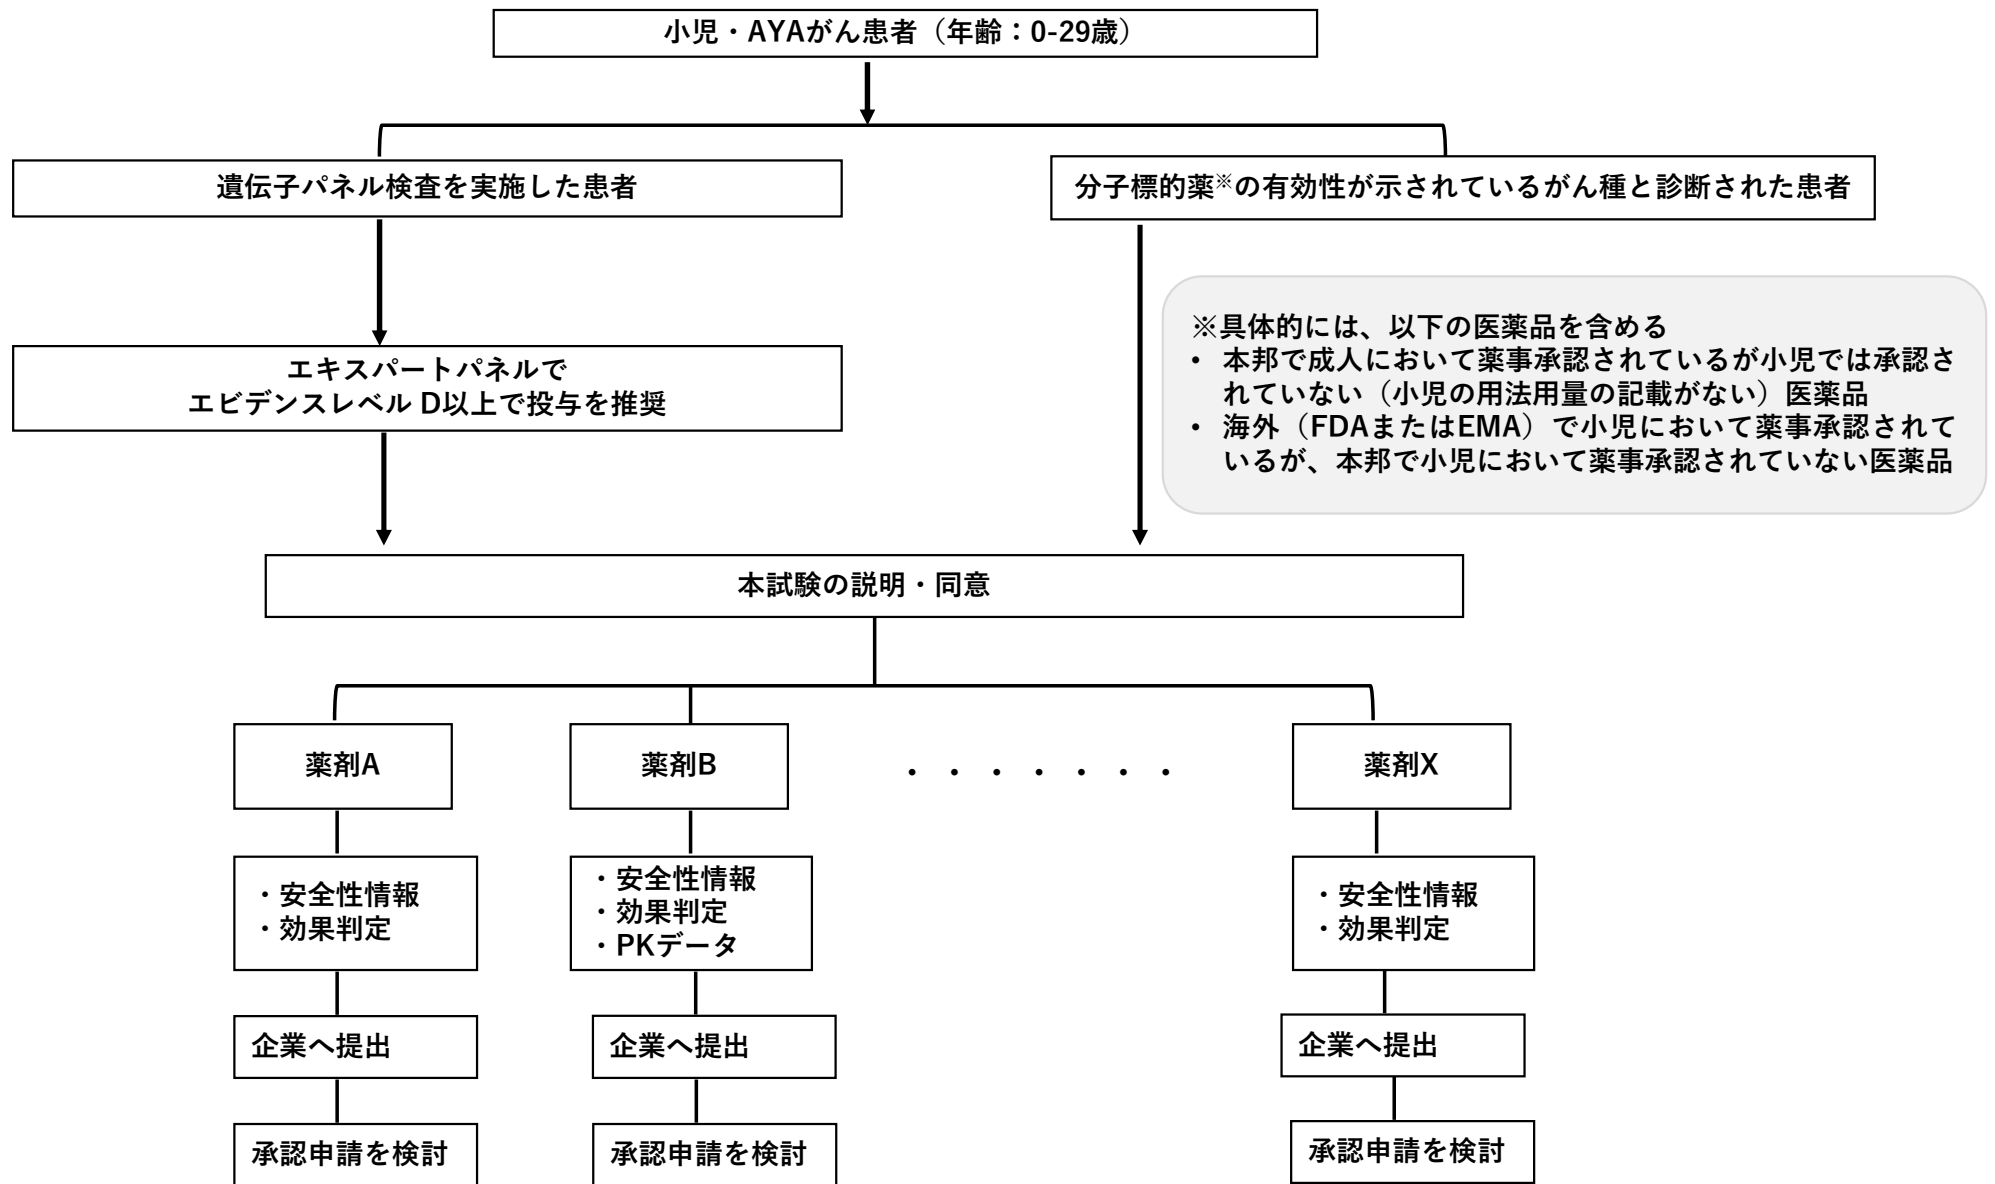 小児・AYAがん患者（年齢：0-29歳）
遺伝子パネル検査を実施した患者
分子標的薬※の有効性が示されているがん種と診断された患者
※具体的には、以下の医薬品を含める
• 本邦で成人において薬事承認されているが小児では承認さ
れていない（小児の用法用量の記載がない）医薬品
• 海外（FDAまたはEMA）で小児において薬事承認されて
いるが、本邦で小児において薬事承認されていない医薬品
エキスパートパネルで
エビデンスレベル D以上で投与を推奨
本試験の説明・同意
薬剤A
薬剤B
・・・・・・・
薬剤X
・安全性情報
・効果判定
・安全性情報
・効果判定
・PKデータ
・安全性情報
・効果判定
企業へ提出
企業へ提出
企業へ提出
承認申請を検討
承認申請を検討
承認申請を検討